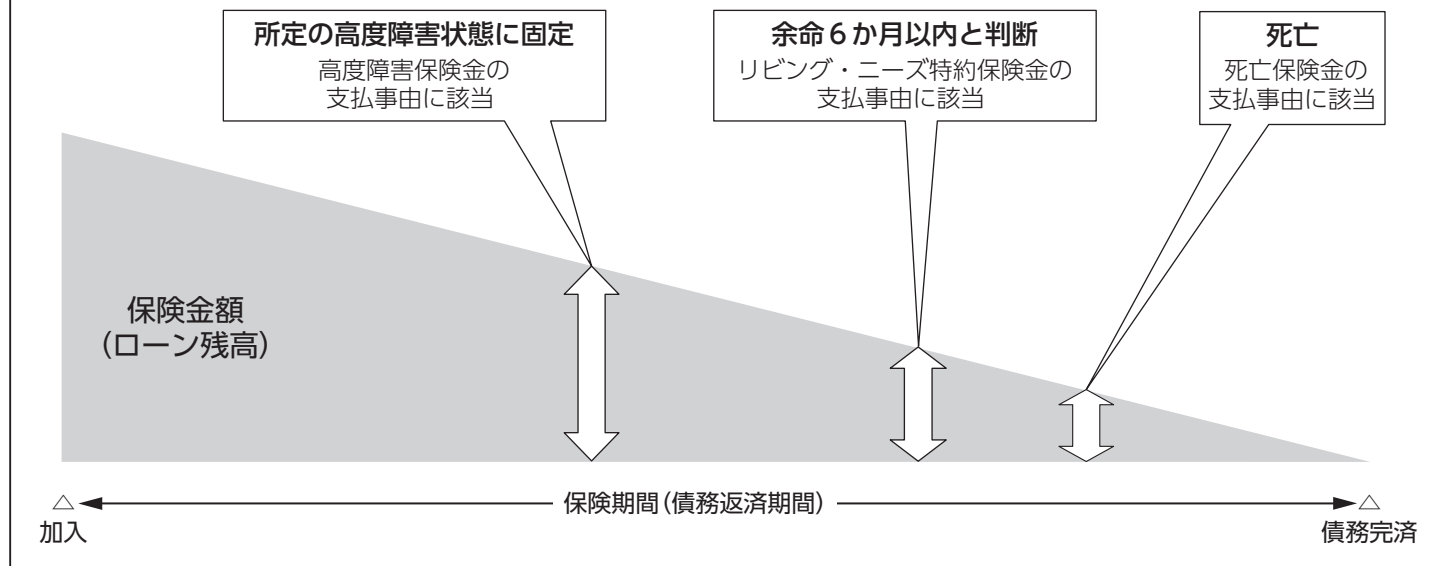 所定の高度障害状態に固定
高度障害保険金の
支払事由に該当
余命6か月以内と判断
リビング・ニーズ特約保険金の
支払事由に該当
死亡
死亡保険金の
支払事由に該当
保険金額
(ローン残高)
保険期間(債務返済期間)
△
加入
△
債務完済